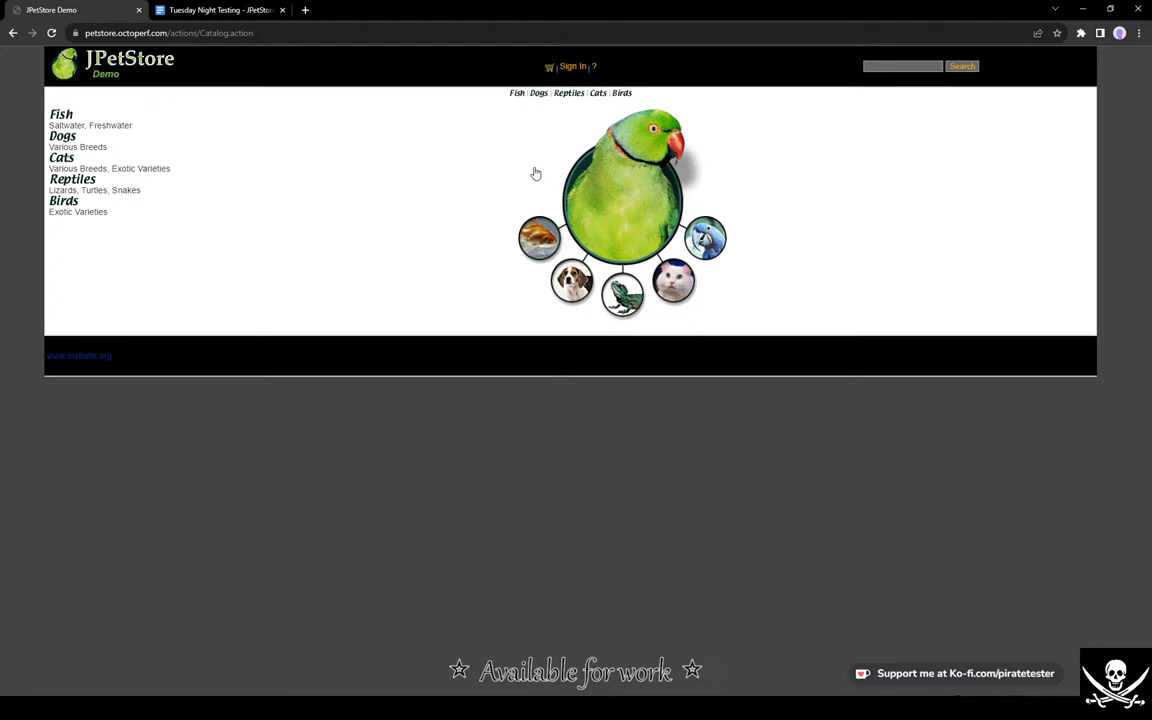 JPetStore Demo
Tuesday Night Testing - JPetStor
petstore.octoperf.com/actions/Catalog.action
JPetStore
Demo
| Sign In | ?
Search
Fish | Dogs | Reptiles | Cats | Birds
Fish
Saltwater, Freshwater
Dogs
Various Breeds
Cats
Various Breeds, Exotic Varieties
Reptiles
Lizards, Turtles, Snakes
Birds
Exotic Varieties
www.mybatis.org
Available for work
Support me at Ko-fi.com/piratetester